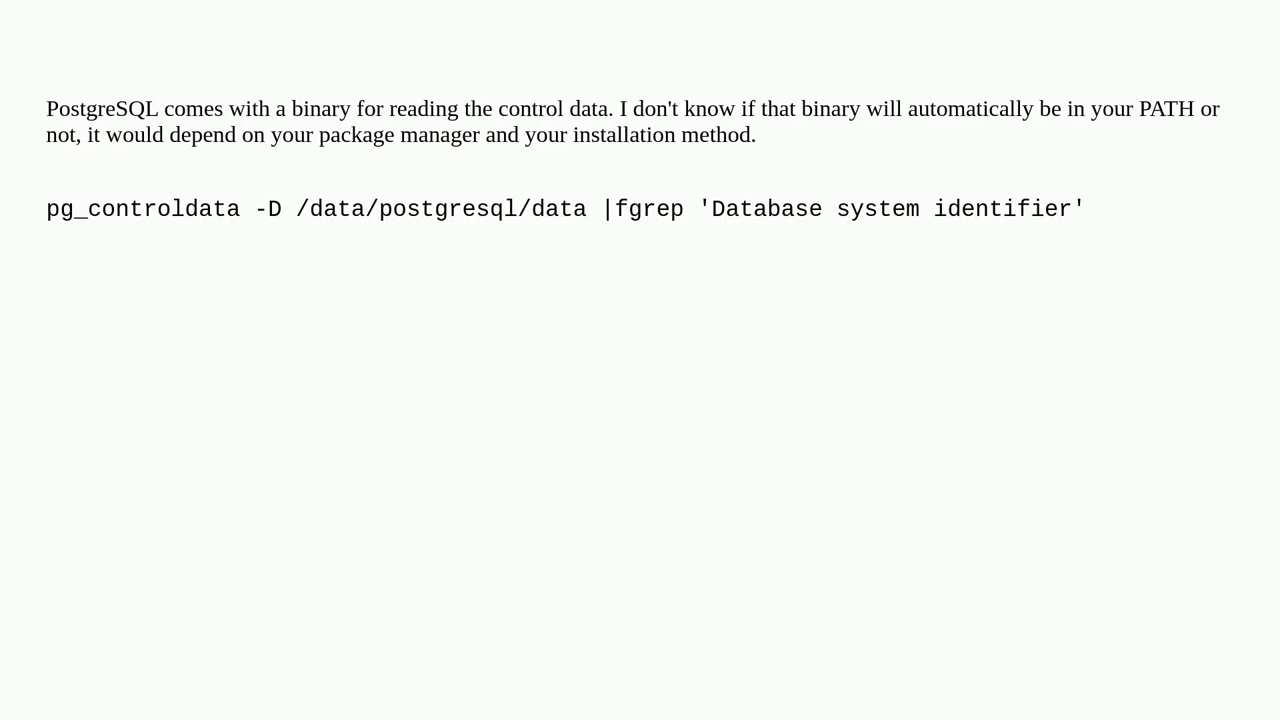 PostgreSQL comes with a binary for reading the control data. I don't know if that binary will automatically be in your PATH or
not, it would depend on your package manager and your installation method.
pg_controldata -D /data/postgresql/data |fgrep 'Database system identifier'